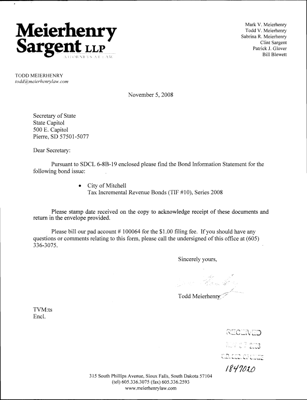 Meierhenry
Sargent LLP
Mark V. Meierhenry
Todd V. Meierhenry
Sabrina R. Meierhenry
Clint Sargent
Patrick J. Glover
Bill Blewett
TODD MEIERHENRY
todd@meierhenrylaw.com
November 5, 2008
Secretary of State
State Capitol
500 E. Capitol
Pierre, SD 57501-5077
Dear Secretary:
Pursuant to SDCL 6-8B-19 enclosed please find the Bond Information Statement for the
following bond issue:
• City of Mitchell
Tax Incremental Revenue Bonds (TIF #10), Series 2008
Please stamp date received on the copy to acknowledge receipt of these documents and
return in the envelope provided.
Please bill our pad account # 100064 for the $1.00 filing fee. If you should have any
questions or comments relating to this form, please call the undersigned of this office at (605)
336-3075.
Sincerely yours,
Todd Meierhenry
TVM:ts
Encl.
RECEIVED
1847020
315 South Phillips Avenue, Sioux Falls, South Dakota 57104
(tel) 605.336.3075 (fax) 605.336.2593
www.meierhenrylaw.com